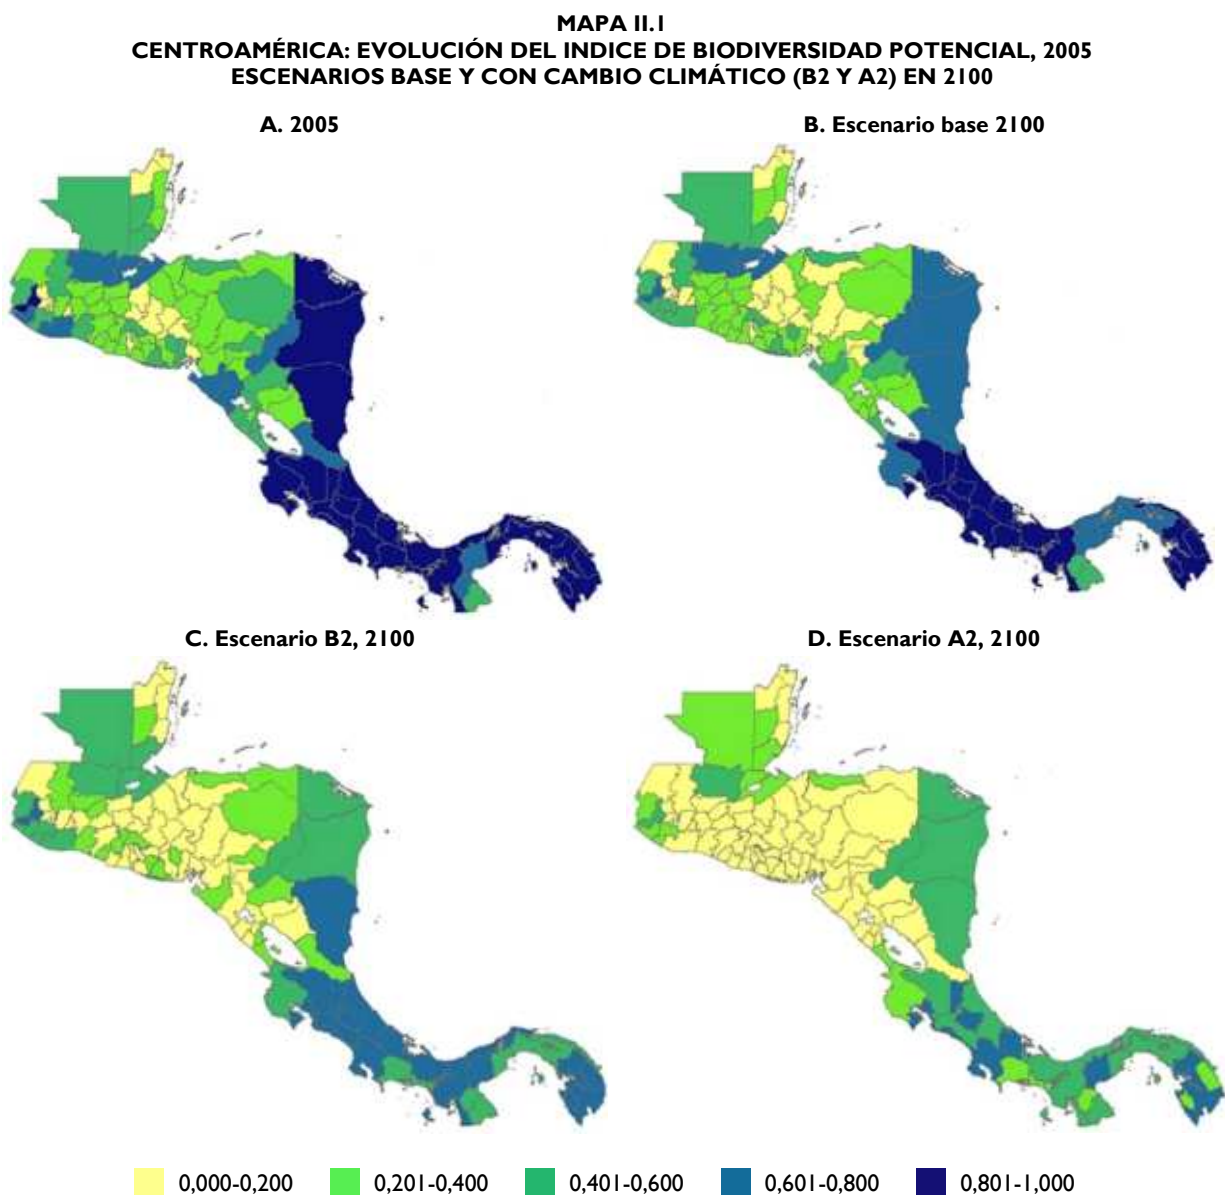 MAPA II.1
CENTROAMÉRICA: EVOLUCIÓN DEL INDICE DE BIODIVERSIDAD POTENCIAL, 2005
ESCENARIOS BASE Y CON CAMBIO CLIMÁTICO (B2 Y A2) EN 2100
A. 2005
B. Escenario base 2100
C. Escenario B2, 2100
D. Escenario A2, 2100
0,000-0,200 0,201-0,400 0,401-0,600 0,601-0,800 0,801-1,000